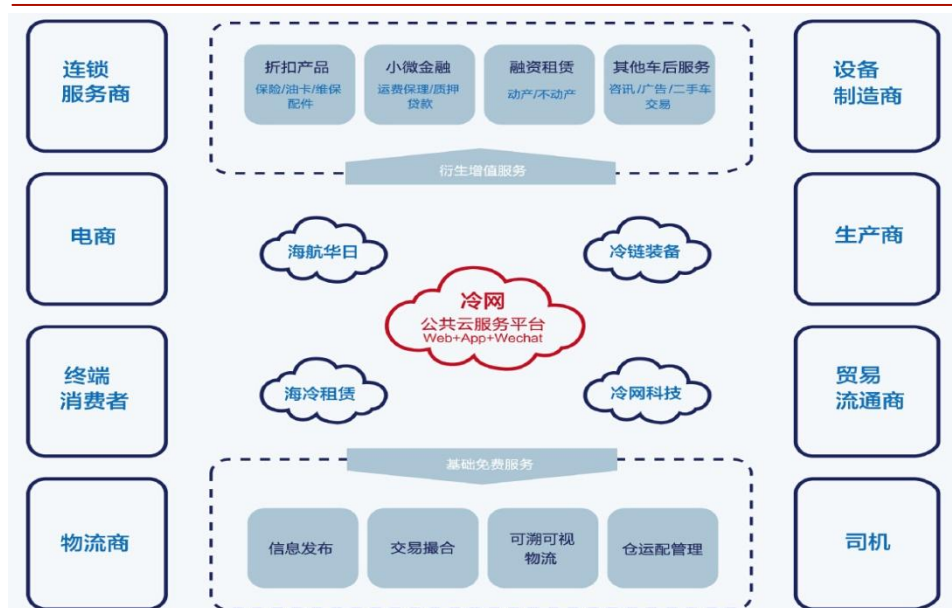 连锁
服务商
电商
终端
消费者
物流商
折扣产品
保险/油卡/维保
配件
小微金融
运费保理/质押
贷款
融资租赁
动产/不动产
其他车后服务
咨讯/广告/二手车
交易
衍生增值服务
海航华日
冷链装备
冷网
公共云服务平台
Web+App+Wechat
海冷租赁
冷网科技
基础免费服务
信息发布
交易撮合
可溯可视
物流
仓运配管理
设备
制造商
生产商
贸易
流通商
司机